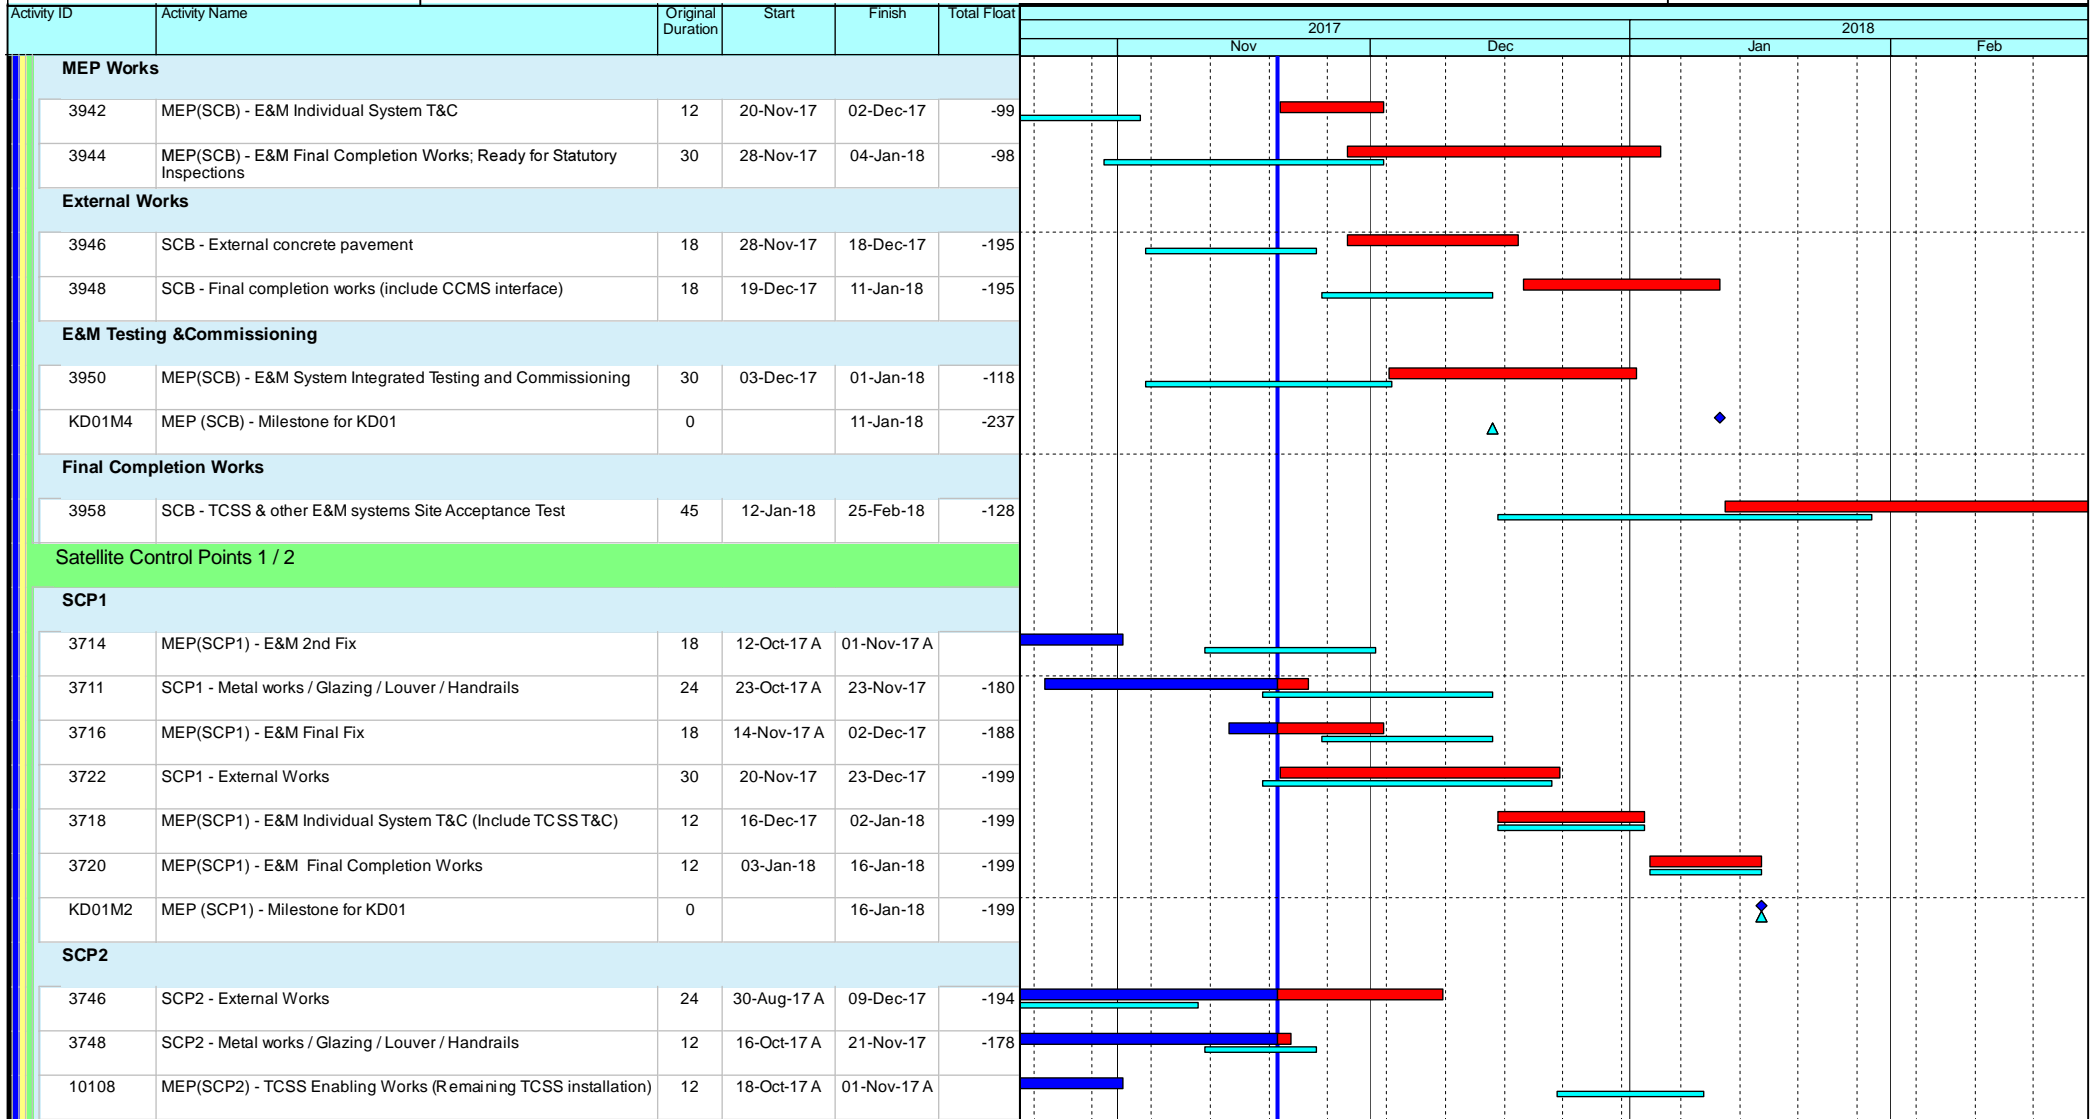 Activity ID Activity Name Original Duration Start Finish Total Float
2017 2018
Nov Dec Jan Feb
MEP Works
3942 MEP(SCB) - E&M Individual System T&C 12 20-Nov-17 02-Dec-17 -99
3944 MEP(SCB) - E&M Final Completion Works; Ready for Statutory 30 28-Nov-17 04-Jan-18 -98
Inspections
External Works
3946 SCB - External concrete pavement 18 28-Nov-17 18-Dec-17 -195
3948 SCB - Final completion works (include CCMS interface) 18 19-Dec-17 11-Jan-18 -195
E&M Testing &Commissioning
3950 MEP(SCB) - E&M System Integrated Testing and Commissioning 30 03-Dec-17 01-Jan-18 -118
KD01M4 MEP (SCB) - Milestone for KD01 0 11-Jan-18 -237
Final Completion Works
3958 SCB - TCSS & other E&M systems Site Acceptance Test 45 12-Jan-18 25-Feb-18 -128
Satellite Control Points 1 / 2
SCP1
3714 MEP(SCP1) - E&M 2nd Fix 18 12-Oct-17 A 01-Nov-17 A
3711 SCP1 - Metal works / Glazing / Louver / Handrails 24 23-Oct-17 A 23-Nov-17 -180
3716 MEP(SCP1) - E&M Final Fix 18 14-Nov-17 A 02-Dec-17 -188
3722 SCP1 - External Works 30 20-Nov-17 23-Dec-17 -199
3718 MEP(SCP1) - E&M Individual System T&C (Include TCSS T&C) 12 16-Dec-17 02-Jan-18 -199
3720 MEP(SCP1) - E&M Final Completion Works 12 03-Jan-18 16-Jan-18 -199
KD01M2 MEP (SCP1) - Milestone for KD01 0 16-Jan-18 -199
SCP2
3746 SCP2 - External Works 24 30-Aug-17 A 09-Dec-17 -194
3748 SCP2 - Metal works / Glazing / Louver / Handrails 12 16-Oct-17 A 21-Nov-17 -178
10108 MEP(SCP2) - TCSS Enabling Works (Remaining TCSS installation) 12 18-Oct-17 A 01-Nov-17 A